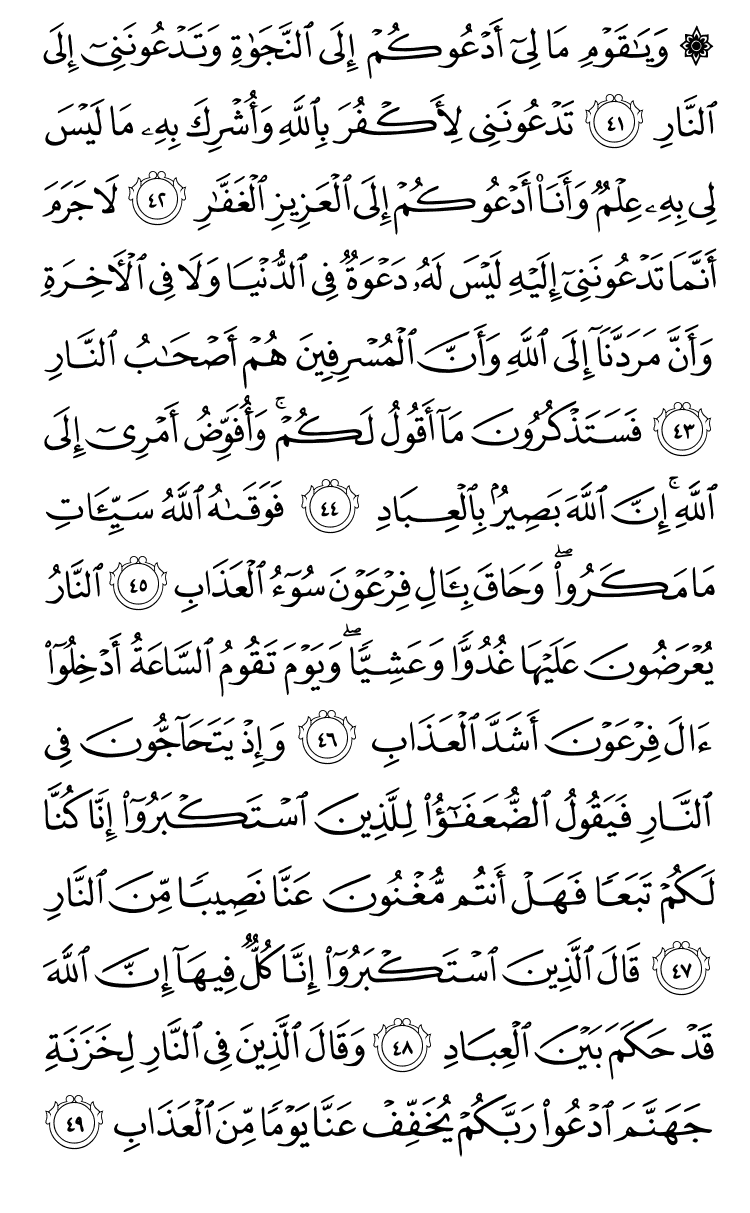 ۞ وَيَٰقَوۡمِ مَا لِيٓ أَدۡعُوكُمۡ إِلَى ٱلنَّجَوٰةِ وَتَدۡعُونَنِيٓ إِلَى
ٱلنَّارِ ٤١ تَدۡعُونَنِي لِأَكۡفُرَ بِٱللَّهِ وَأُشۡرِكَ بِهِۦ مَا لَيۡسَ
لِي بِهِۦ عِلۡمٞ وَأَنَا۠ أَدۡعُوكُمۡ إِلَى ٱلۡعَزِيزِ ٱلۡغَفَّٰرِ ٤٢ لَا جَرَمَ
أَنَّمَا تَدۡعُونَنِيٓ إِلَيۡهِ لَيۡسَ لَهُۥ دَعۡوَةٞ فِي ٱلدُّنۡيَا وَلَا فِي ٱلۡأٓخِرَةِ
وَأَنَّ مَرَدَّنَآ إِلَى ٱللَّهِ وَأَنَّ ٱلۡمُسۡرِفِينَ هُمۡ أَصۡحَٰبُ ٱلنَّارِ
٤٣ فَسَتَذۡكُرُونَ مَآ أَقُولُ لَكُمۡۚ وَأُفَوِّضُ أَمۡرِيٓ إِلَى
ٱللَّهِۚ إِنَّ ٱللَّهَ بَصِيرُۢ بِٱلۡعِبَادِ ٤٤ فَوَقَىٰهُ ٱللَّهُ سَيِّـَٔاتِ
مَا مَكَرُواْۖ وَحَاقَ بِـَٔالِ فِرۡعَوۡنَ سُوٓءُ ٱلۡعَذَابِ ٤٥ ٱلنَّارُ
يُعۡرَضُونَ عَلَيۡهَا غُدُوّٗا وَعَشِيّٗاۖ وَيَوۡمَ تَقُومُ ٱلسَّاعَةُ أَدۡخِلُوٓاْ
ءَالَ فِرۡعَوۡنَ أَشَدَّ ٱلۡعَذَابِ ٤٦ وَإِذۡ يَتَحَآجُّونَ فِي
ٱلنَّارِ فَيَقُولُ ٱلضُّعَفَٰٓؤُاْ لِلَّذِينَ ٱسۡتَكۡبَرُوٓاْ إِنَّا كُنَّا
لَكُمۡ تَبَعٗا فَهَلۡ أَنتُم مُّغۡنُونَ عَنَّا نَصِيبٗا مِّنَ ٱلنَّارِ
٤٧ قَالَ ٱلَّذِينَ ٱسۡتَكۡبَرُوٓاْ إِنَّا كُلّٞ فِيهَآ إِنَّ ٱللَّهَ
قَدۡ حَكَمَ بَيۡنَ ٱلۡعِبَادِ ٤٨ وَقَالَ ٱلَّذِينَ فِي ٱلنَّارِ لِخَزَنَةِ
جَهَنَّمَ ٱدۡعُواْ رَبَّكُمۡ يُخَفِّفۡ عَنَّا يَوۡمٗا مِّنَ ٱلۡعَذَابِ ٤٩